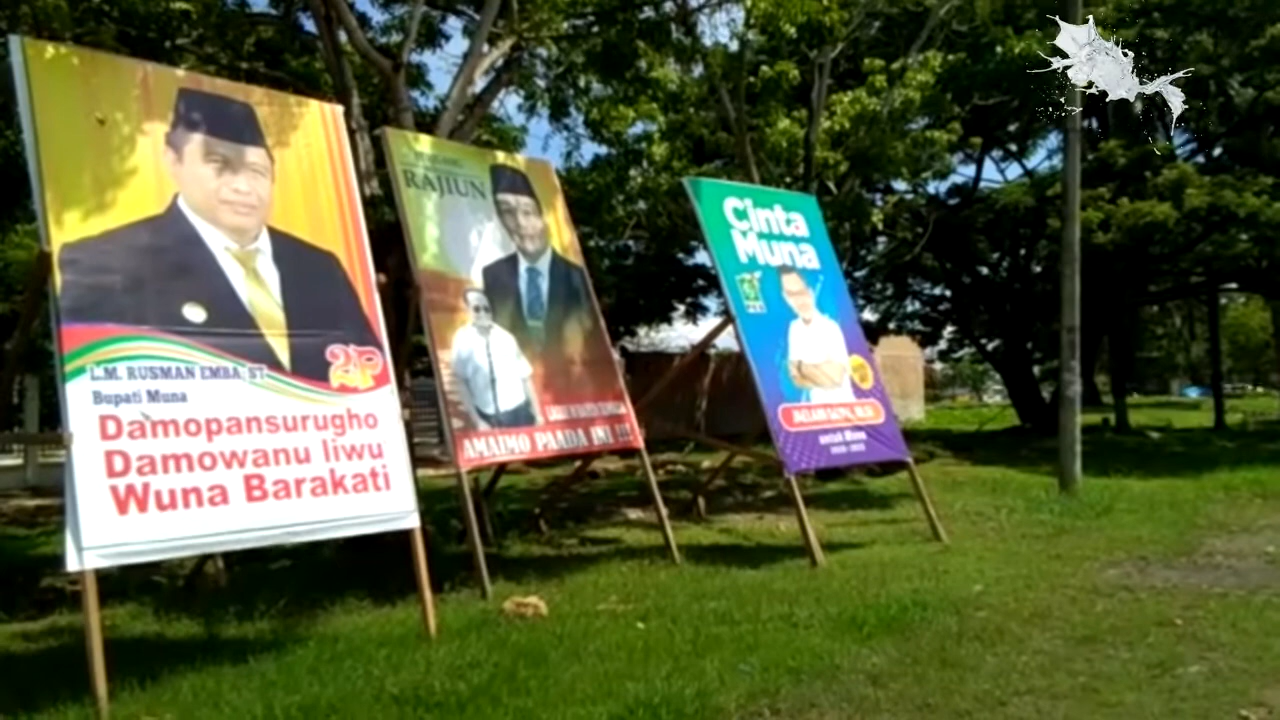 L.M. RUSMAN EMBA, ST
Bupati Muna
2P
Damopansurugho
Damowanu liwu
Wuna Barakati
RAJIUN
AMAIMO PAADA INI !!!
Cinta
Muna
PKB
untuk Muna